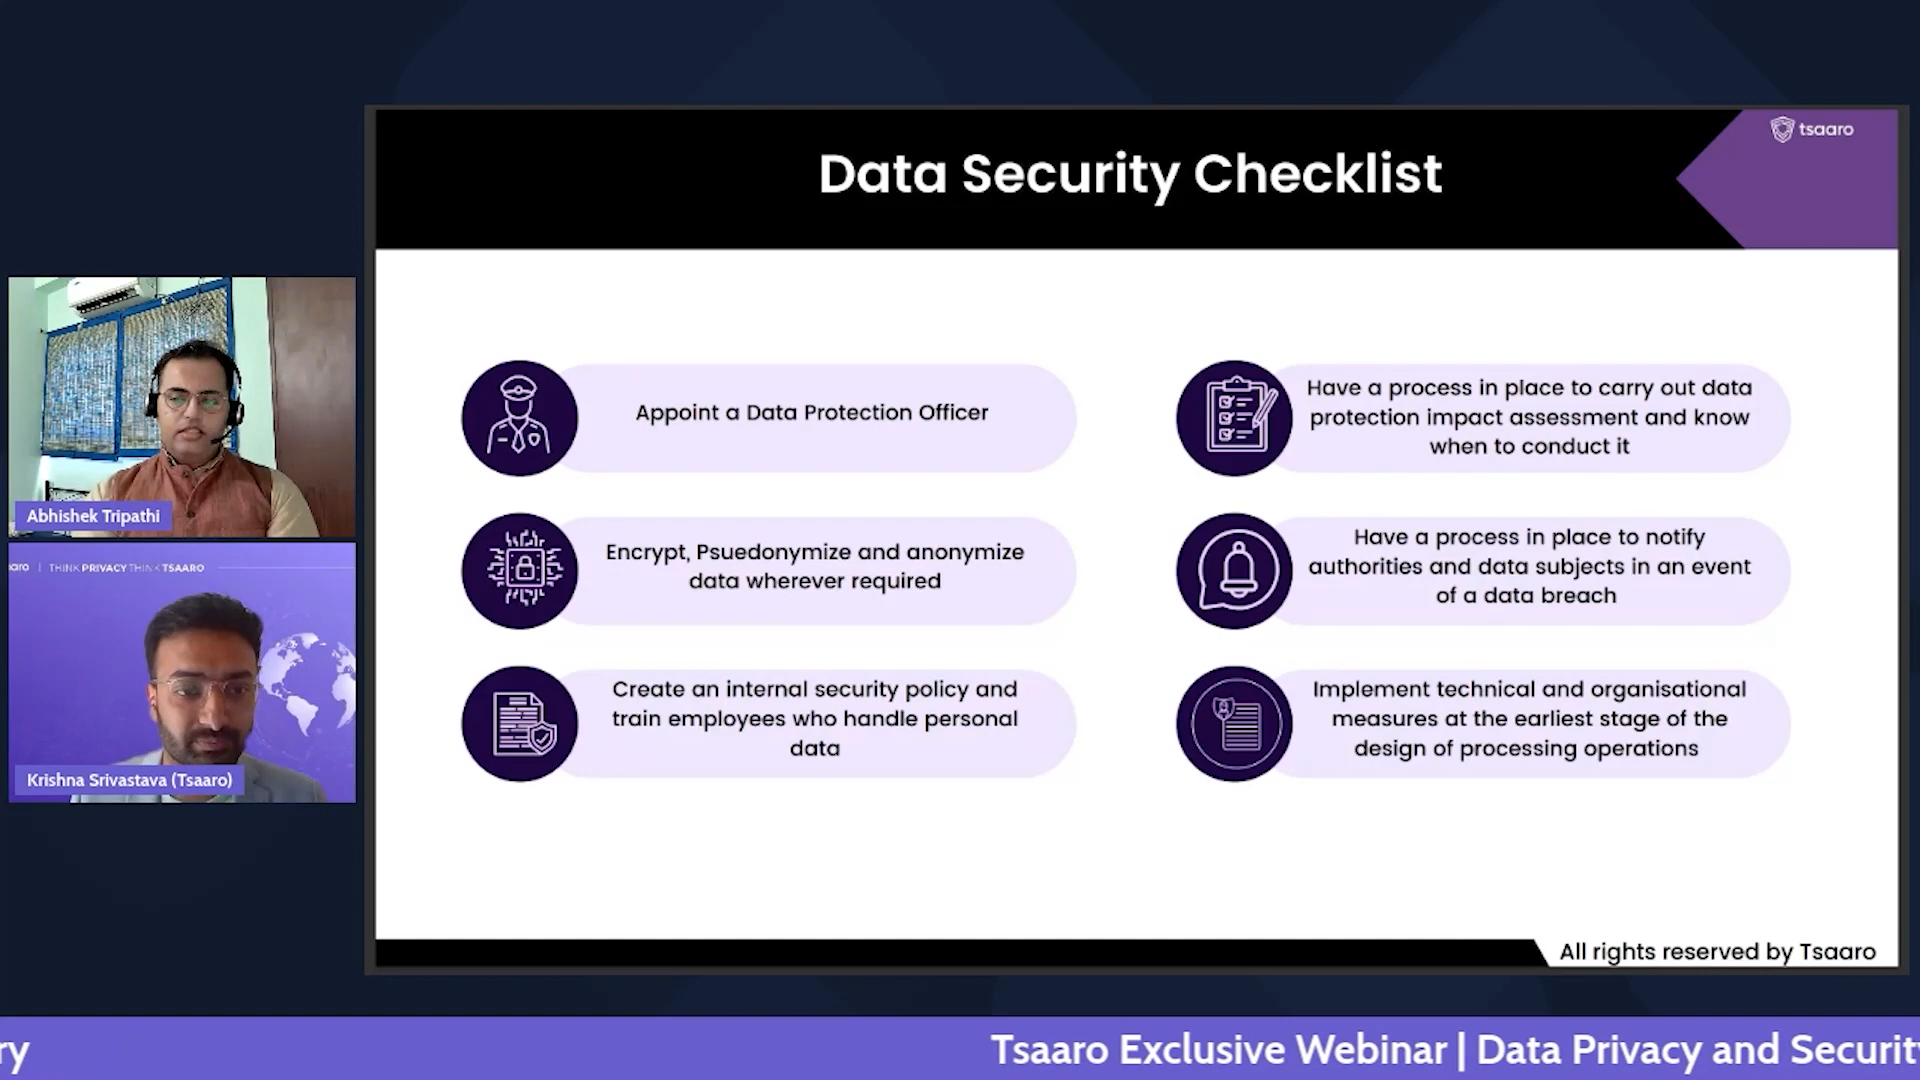 tsaaro
Data Security Checklist
Appoint a Data Protection Officer
Encrypt, Psuedonymize and anonymize
data wherever required
Create an internal security policy and
train employees who handle personal
data
Have a process in place to carry out data
protection impact assessment and know
when to conduct it
Have a process in place to notify
authorities and data subjects in an event
of a data breach
Implement technical and organisational
measures at the earliest stage of the
design of processing operations
All rights reserved by Tsaaro
Abhishek Tripathi
aro | THINK PRIVACY THINK TSAARO
Krishna Srivastava (Tsaaro)
ry
Tsaaro Exclusive Webinar | Data Privacy and Securit